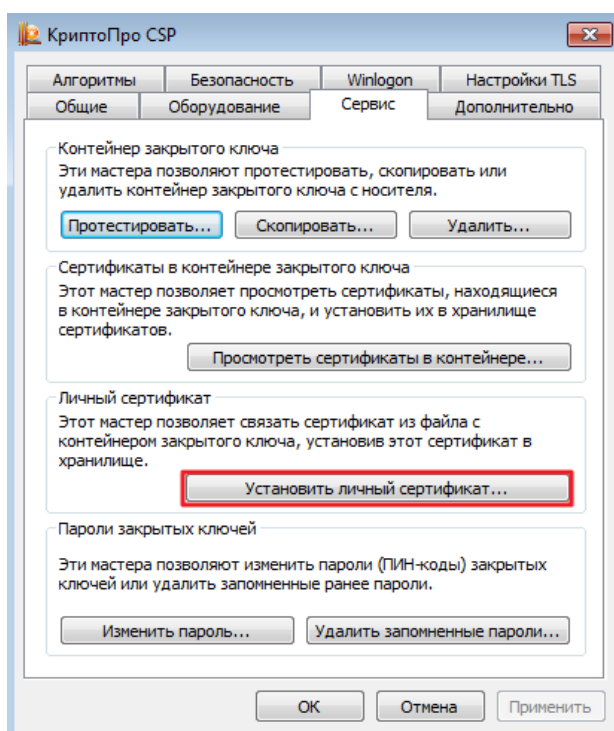 КриптоПро CSP
Алгоритмы Безопасность Winlogon Настройки TLS
Общие Оборудование Сервис Дополнительно
Контейнер закрытого ключа
Эти мастера позволяют протестировать, скопировать или
удалить контейнер закрытого ключа с носителя.
Протестировать... Скопировать... Удалить...
Сертификаты в контейнере закрытого ключа
Этот мастер позволяет просмотреть сертификаты, находящиеся
в контейнере закрытого ключа, и установить их в хранилище
сертификатов.
Просмотреть сертификаты в контейнере...
Личный сертификат
Этот мастер позволяет связать сертификат из файла с
контейнером закрытого ключа, установив этот сертификат в
хранилище.
Установить личный сертификат...
Пароли закрытых ключей
Эти мастера позволяют изменить пароли (ПИН-коды) закрытых
ключей или удалить запомненные ранее пароли.
Изменить пароль... Удалить запомненные пароли...
ОК Отмена Применить